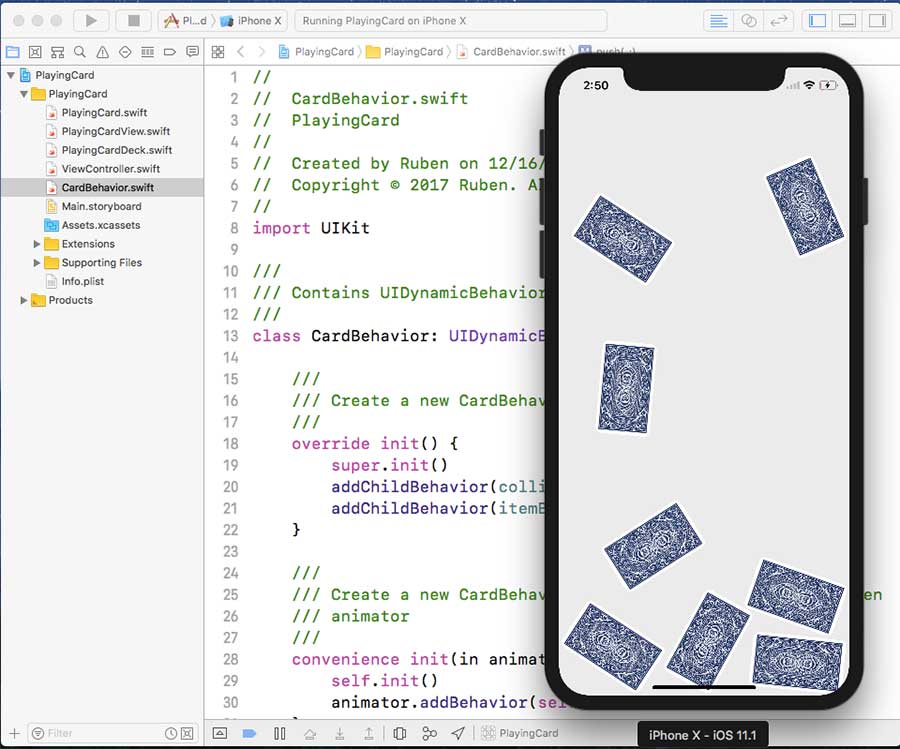 Pl...d iPhone X
Running PlayingCard on iPhone X
PlayingCard PlayingCard CardBehavior.swift
PlayingCard
PlayingCard
PlayingCard.swift
PlayingCardView.swift
PlayingCardDeck.swift
ViewController.swift
CardBehavior.swift
Main.storyboard
Assets.xcassets
Extensions
Supporting Files
Info.plist
Products
Filter
1 //
2 // CardBehavior.swift
3 // PlayingCard
4 //
5 // Created by Ruben on 12/16/
6 // Copyright © 2017 Ruben. A
7 //
8 import UIKit
9
10 ///
11 /// Contains UIDynamicBehavior
12 ///
13 class CardBehavior: UIDynamicB
14
15 ///
16 /// Create a new CardBehav
17 ///
18 override init() {
19 super.init()
20 addChildBehavior(colli
21 addChildBehavior(itemB
22 }
23
24 ///
25 /// Create a new CardBehav en
26 /// animator
27 ///
28 convenience init(in animat
29 self.init()
30 animator.addBehavior(sel
PlayingCard
2:50
iPhone X - iOS 11.1